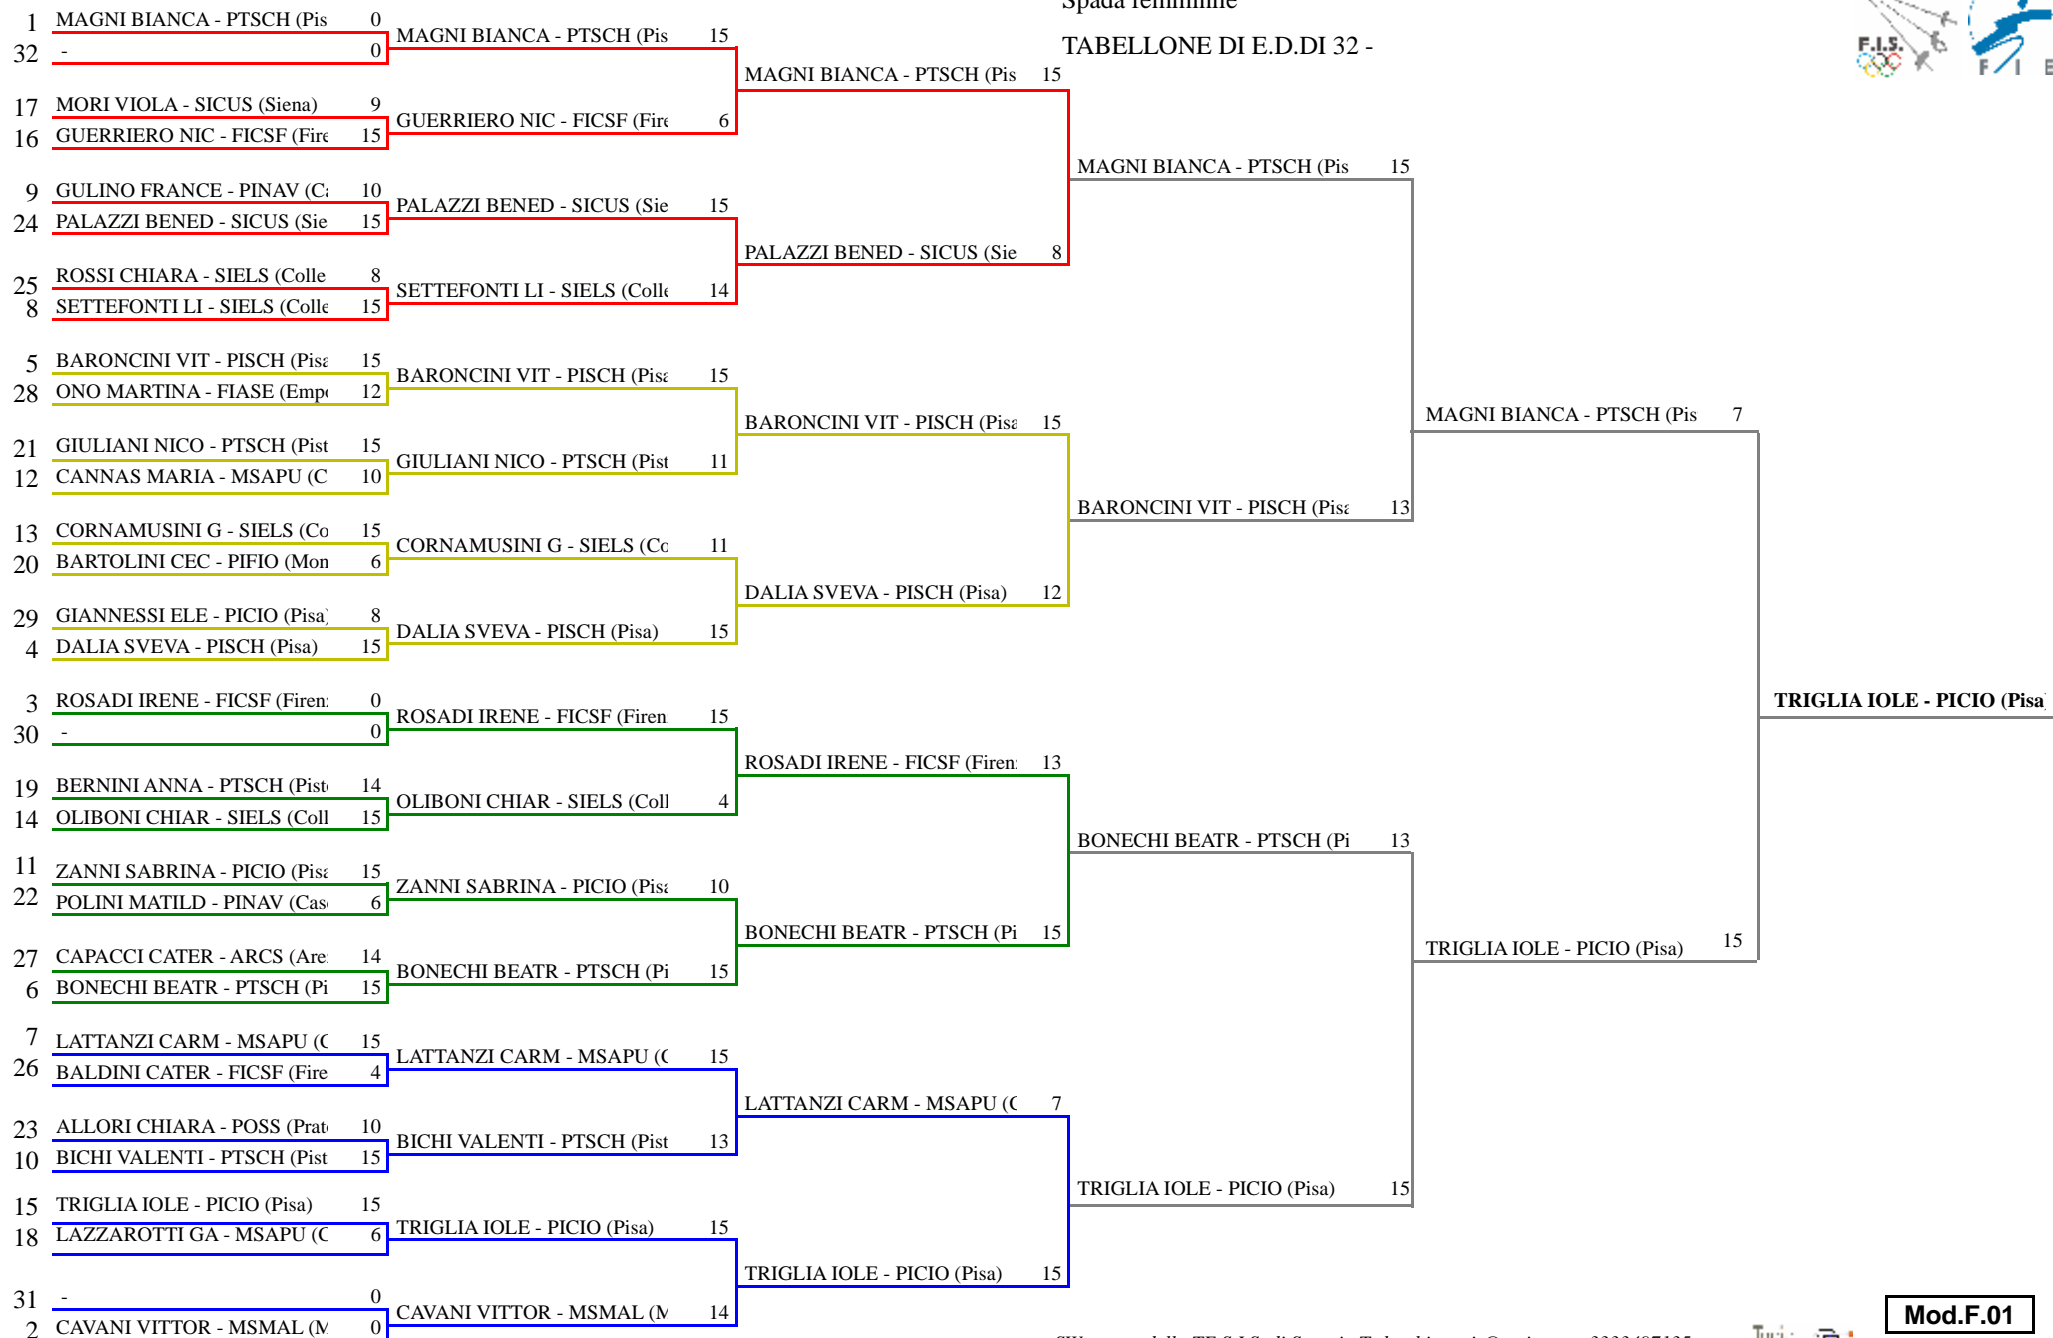 Spada femminile
TABELLONE DI E.D.DI 32 -
F.I.S.
F I E
1 MAGNI BIANCA - PTSCH (Pis 0
32 - 0
17 MORI VIOLA - SICUS (Siena) 9
16 GUERRIERO NIC - FICSF (Fire 15
9 GULINO FRANCE - PINAV (Ca 10
24 PALAZZI BENED - SICUS (Sie 15
25 ROSSI CHIARA - SIELS (Colle 8
8 SETTEFONTI LI - SIELS (Colle 15
5 BARONCINI VIT - PISCH (Pisa 15
28 ONO MARTINA - FIASE (Empo 12
21 GIULIANI NICO - PTSCH (Pist 15
12 CANNAS MARIA - MSAPU (C 10
13 CORNAMUSINI G - SIELS (Co 15
20 BARTOLINI CEC - PIFIO (Mon 6
29 GIANNESSI ELE - PICIO (Pisa) 8
4 DALIA SVEVA - PISCH (Pisa) 15
3 ROSADI IRENE - FICSF (Firen 0
30 - 0
19 BERNINI ANNA - PTSCH (Pist 14
14 OLIBONI CHIAR - SIELS (Coll 15
11 ZANNI SABRINA - PICIO (Pisa 15
22 POLINI MATILD - PINAV (Cas 6
27 CAPACCI CATER - ARCS (Are 14
6 BONECHI BEATR - PTSCH (Pi 15
7 LATTANZI CARM - MSAPU (C 15
26 BALDINI CATER - FICSF (Fire 4
23 ALLORI CHIARA - POSS (Prat 10
10 BICHI VALENTI - PTSCH (Pist 15
15 TRIGLIA IOLE - PICIO (Pisa) 15
18 LAZZAROTTI GA - MSAPU (C 6
31 - 0
2 CAVANI VITTOR - MSMAL (M 0
MAGNI BIANCA - PTSCH (Pis 15
GUERRIERO NIC - FICSF (Fire 6
PALAZZI BENED - SICUS (Sie 15
SETTEFONTI LI - SIELS (Colle 14
BARONCINI VIT - PISCH (Pisa 15
GIULIANI NICO - PTSCH (Pist 11
CORNAMUSINI G - SIELS (Co 11
DALIA SVEVA - PISCH (Pisa) 15
ROSADI IRENE - FICSF (Firen 15
OLIBONI CHIAR - SIELS (Coll 4
ZANNI SABRINA - PICIO (Pisa 10
BONECHI BEATR - PTSCH (Pi 15
LATTANZI CARM - MSAPU (C 15
BICHI VALENTI - PTSCH (Pist 13
TRIGLIA IOLE - PICIO (Pisa) 15
CAVANI VITTOR - MSMAL (M 14
MAGNI BIANCA - PTSCH (Pis 15
PALAZZI BENED - SICUS (Sie 8
BARONCINI VIT - PISCH (Pisa 15
DALIA SVEVA - PISCH (Pisa) 12
ROSADI IRENE - FICSF (Firen 13
BONECHI BEATR - PTSCH (Pi 15
LATTANZI CARM - MSAPU (C 7
TRIGLIA IOLE - PICIO (Pisa) 15
MAGNI BIANCA - PTSCH (Pis 15
BARONCINI VIT - PISCH (Pisa 13
BONECHI BEATR - PTSCH (Pi 13
TRIGLIA IOLE - PICIO (Pisa) 15
MAGNI BIANCA - PTSCH (Pis 7
TRIGLIA IOLE - PICIO (Pisa) 15
TRIGLIA IOLE - PICIO (Pisa)
Mod.F.01